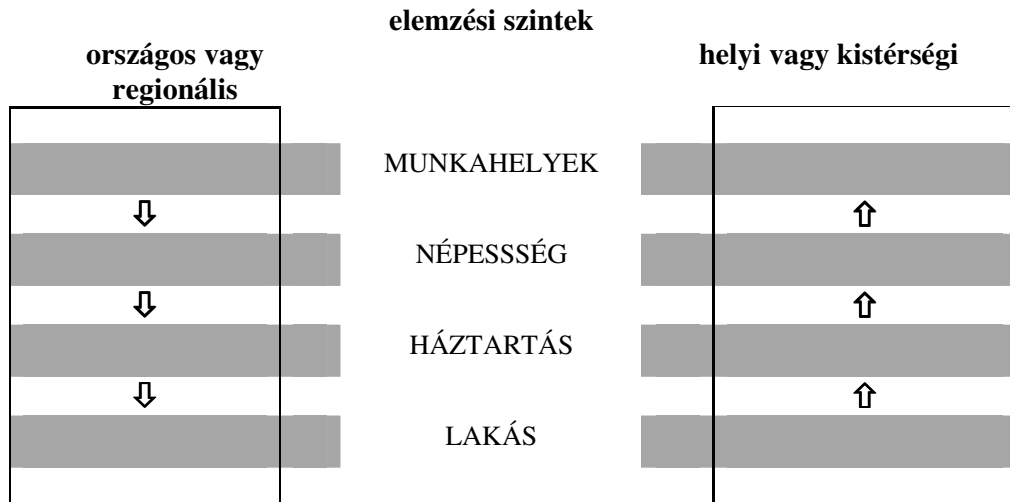 elemzési szintek
országos vagy
regionális
helyi vagy kistérségi
MUNKAHELYEK
NÉPESSSÉG
HÁZTARTÁS
LAKÁS